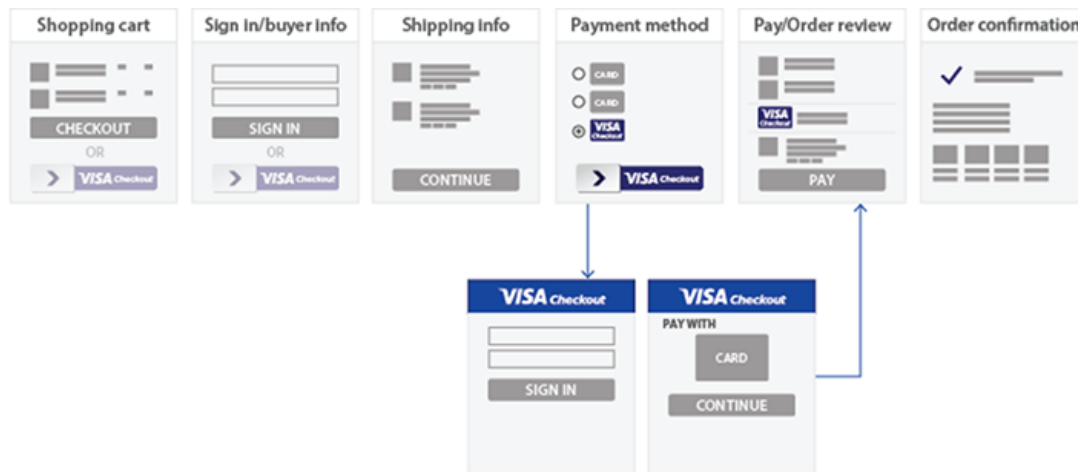 Shopping cart
CHECKOUT
OR
VISA Checkout
Sign in/buyer info
SIGN IN
OR
VISA Checkout
Shipping info
CONTINUE
Payment method
CARD
CARD
VISA Checkout
VISA Checkout
Pay/Order review
VISA Checkout
PAY
Order confirmation
VISA Checkout
SIGN IN
VISA Checkout
PAY WITH
CARD
CONTINUE